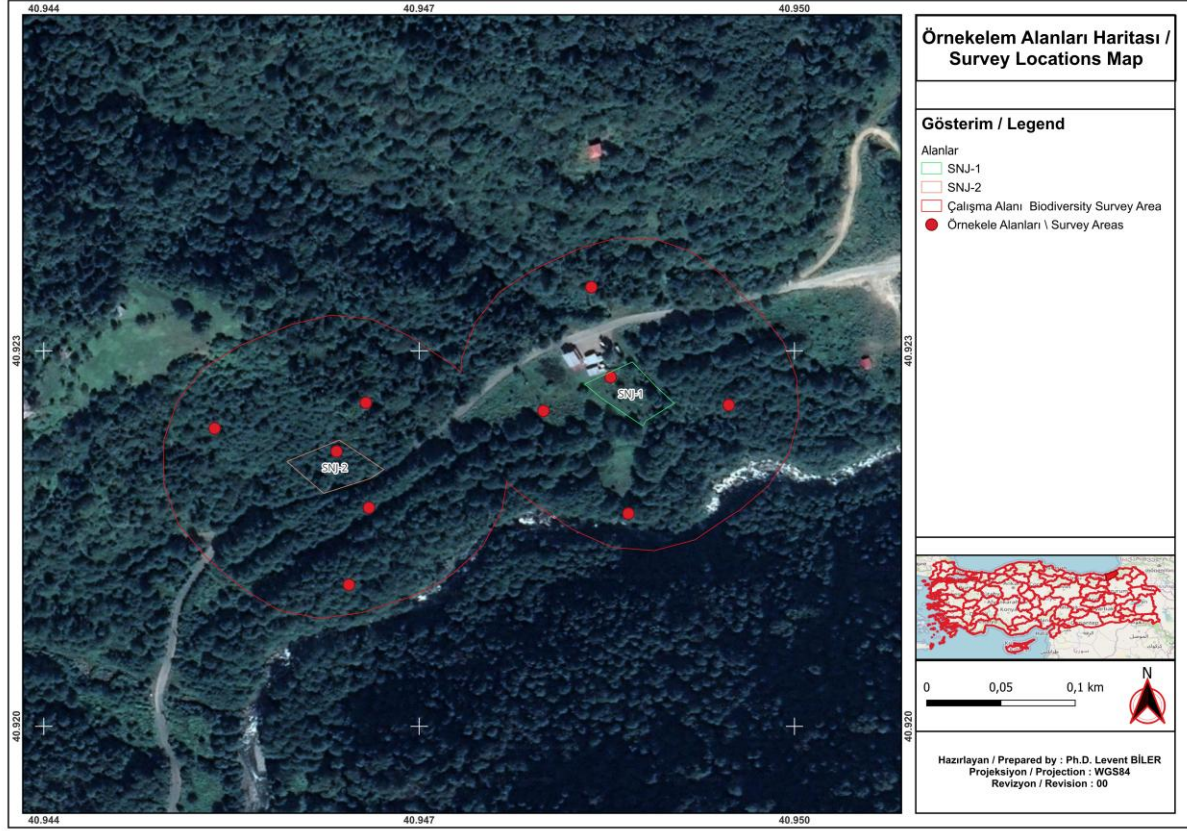 40.944
40.947
40.950
40.923
40.923
SNJ-1
SNJ-2
40.920
40.920
40.944
40.947
40.950
Örnekelem Alanları Haritası /
Survey Locations Map
Gösterim / Legend
Alanlar
SNJ-1
SNJ-2
Çalışma Alanı Biodiversity Survey Area
Örnekele Alanları \ Survey Areas
N
0 0,05 0,1 km
Hazırlayan / Prepared by : Ph.D. Levent BİLER
Projeksiyon / Projection : WGS84
Revizyon / Revision : 00